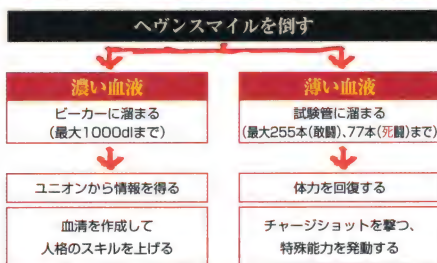 ヘヴンスマイルを倒す
濃い血液
ビーカーに溜まる
(最大1000dlまで)
ユニオンから情報を得る
血清を作成して
人格のスキルを上げる
薄い血液
試験管に溜まる
(最大255本(敢闘)、77本(死闘)まで)
体力を回復する
チャージショットを撃つ、
特殊能力を発動する